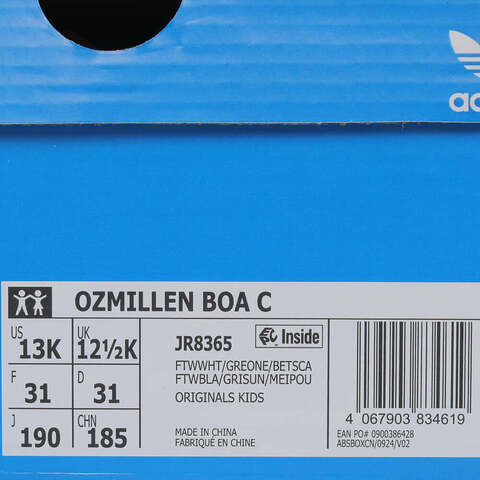 OZMILLEN BOA C
US UK
13K 12½K
F D
31 31
J CHN
190 185
JR8365
Inside
FTWWHT/GREONE/BETSCA
FTWBLA/GRISUN/MEIPOU
ORIGINALS KIDS
MADE IN CHINA
FABRIQUÉ EN CHINE
4 067903 834619
EAN PO# 0900386428
ABSBOXCN/0924/V02